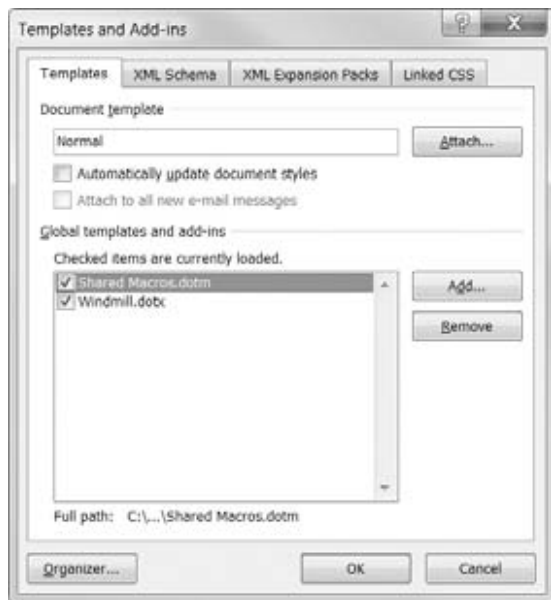 Templates and Add-ins
Templates XML Schema XML Expansion Packs Linked CSS
Document template
Normal Attach...
Automatically update document styles
Attach to all new e-mail messages
Global templates and add-ins
Checked items are currently loaded.
Shared Macros.dotm Add...
Windmill.dotx
Remove
Full path: C:\...\Shared Macros.dotm
Organizer... OK Cancel